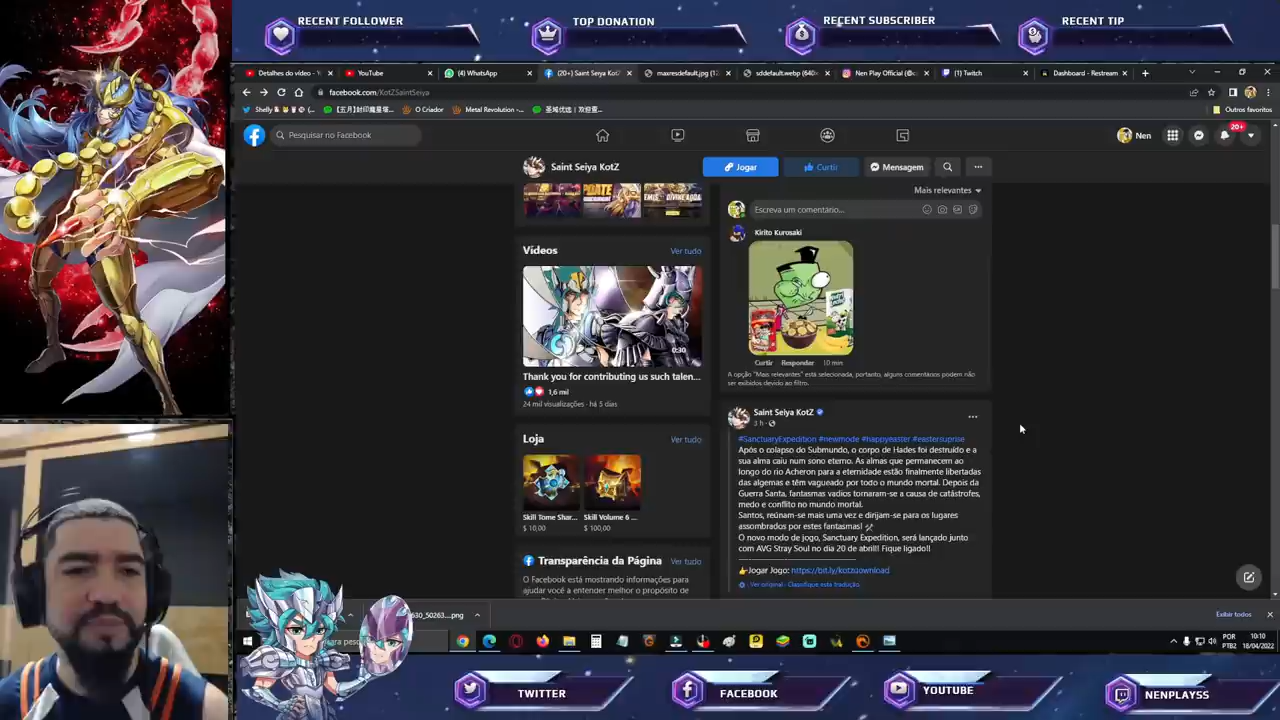 RECENT FOLLOWER
TOP DONATION
RECENT SUBSCRIBER
RECENT TIP
Detalhes do vídeo - Y
YouTube
(4) WhatsApp
(20+) Saint Seiya KotZ
maxresdefault.jpg (12
sddefault.webp (640×
Nen Play Official (@c
(1) Twitch
Dashboard - Restream
facebook.com/KotZSaintSeiya
Shelly
O Criador
Metal Revolution -...
Outros favoritos
Pesquisar no Facebook
Nen
20+
Saint Seiya KotZ
Jogar
Curtir
Mensagem
Mais relevantes
Escreva um comentário...
Kirito Kurosaki
Curtir Responder 10 min
A opção "Mais relevantes" está selecionada, portanto, alguns comentários podem não
ser exibidos devido ao filtro.
Vídeos
Ver tudo
0:30
Thank you for contributing us such talen...
1,6 mil
24 mil visualizações · há 5 dias
Loja
Ver tudo
Skill Tome Shar...
Skill Volume 6 ...
$ 10,00
$ 100,00
Transparência da Página
Ver tudo
O Facebook está mostrando informações para
ajudar você a entender melhor o propósito de
Saint Seiya KotZ
3 h
#SanctuaryExpedition #newmode #happyeaster #eastersuprise
Após o colapso do Submundo, o corpo de Hades foi destruído e a
sua alma caiu num sono eterno. As almas que permanecem ao
longo do rio Acheron para a eternidade estão finalmente libertadas
das algemas e têm vagueado por todo o mundo mortal. Depois da
Guerra Santa, fantasmas vadios tornaram-se a causa de catástrofes,
medo e conflito no mundo mortal.
Santos, reúnam-se mais uma vez e dirijam-se para os lugares
assombrados por estes fantasmas!
O novo modo de jogo, Sanctuary Expedition, será lançado junto
com AVG Stray Soul no dia 20 de abril!! Fique ligado!!
Jogar Jogo: https://bit.ly/kotzdownload
Ver original · Classifique esta tradução
630_50263....png
Exibir todos
POR
PTB2
10:10
18/04/2022
TWITTER
FACEBOOK
YOUTUBE
NENPLAYSS